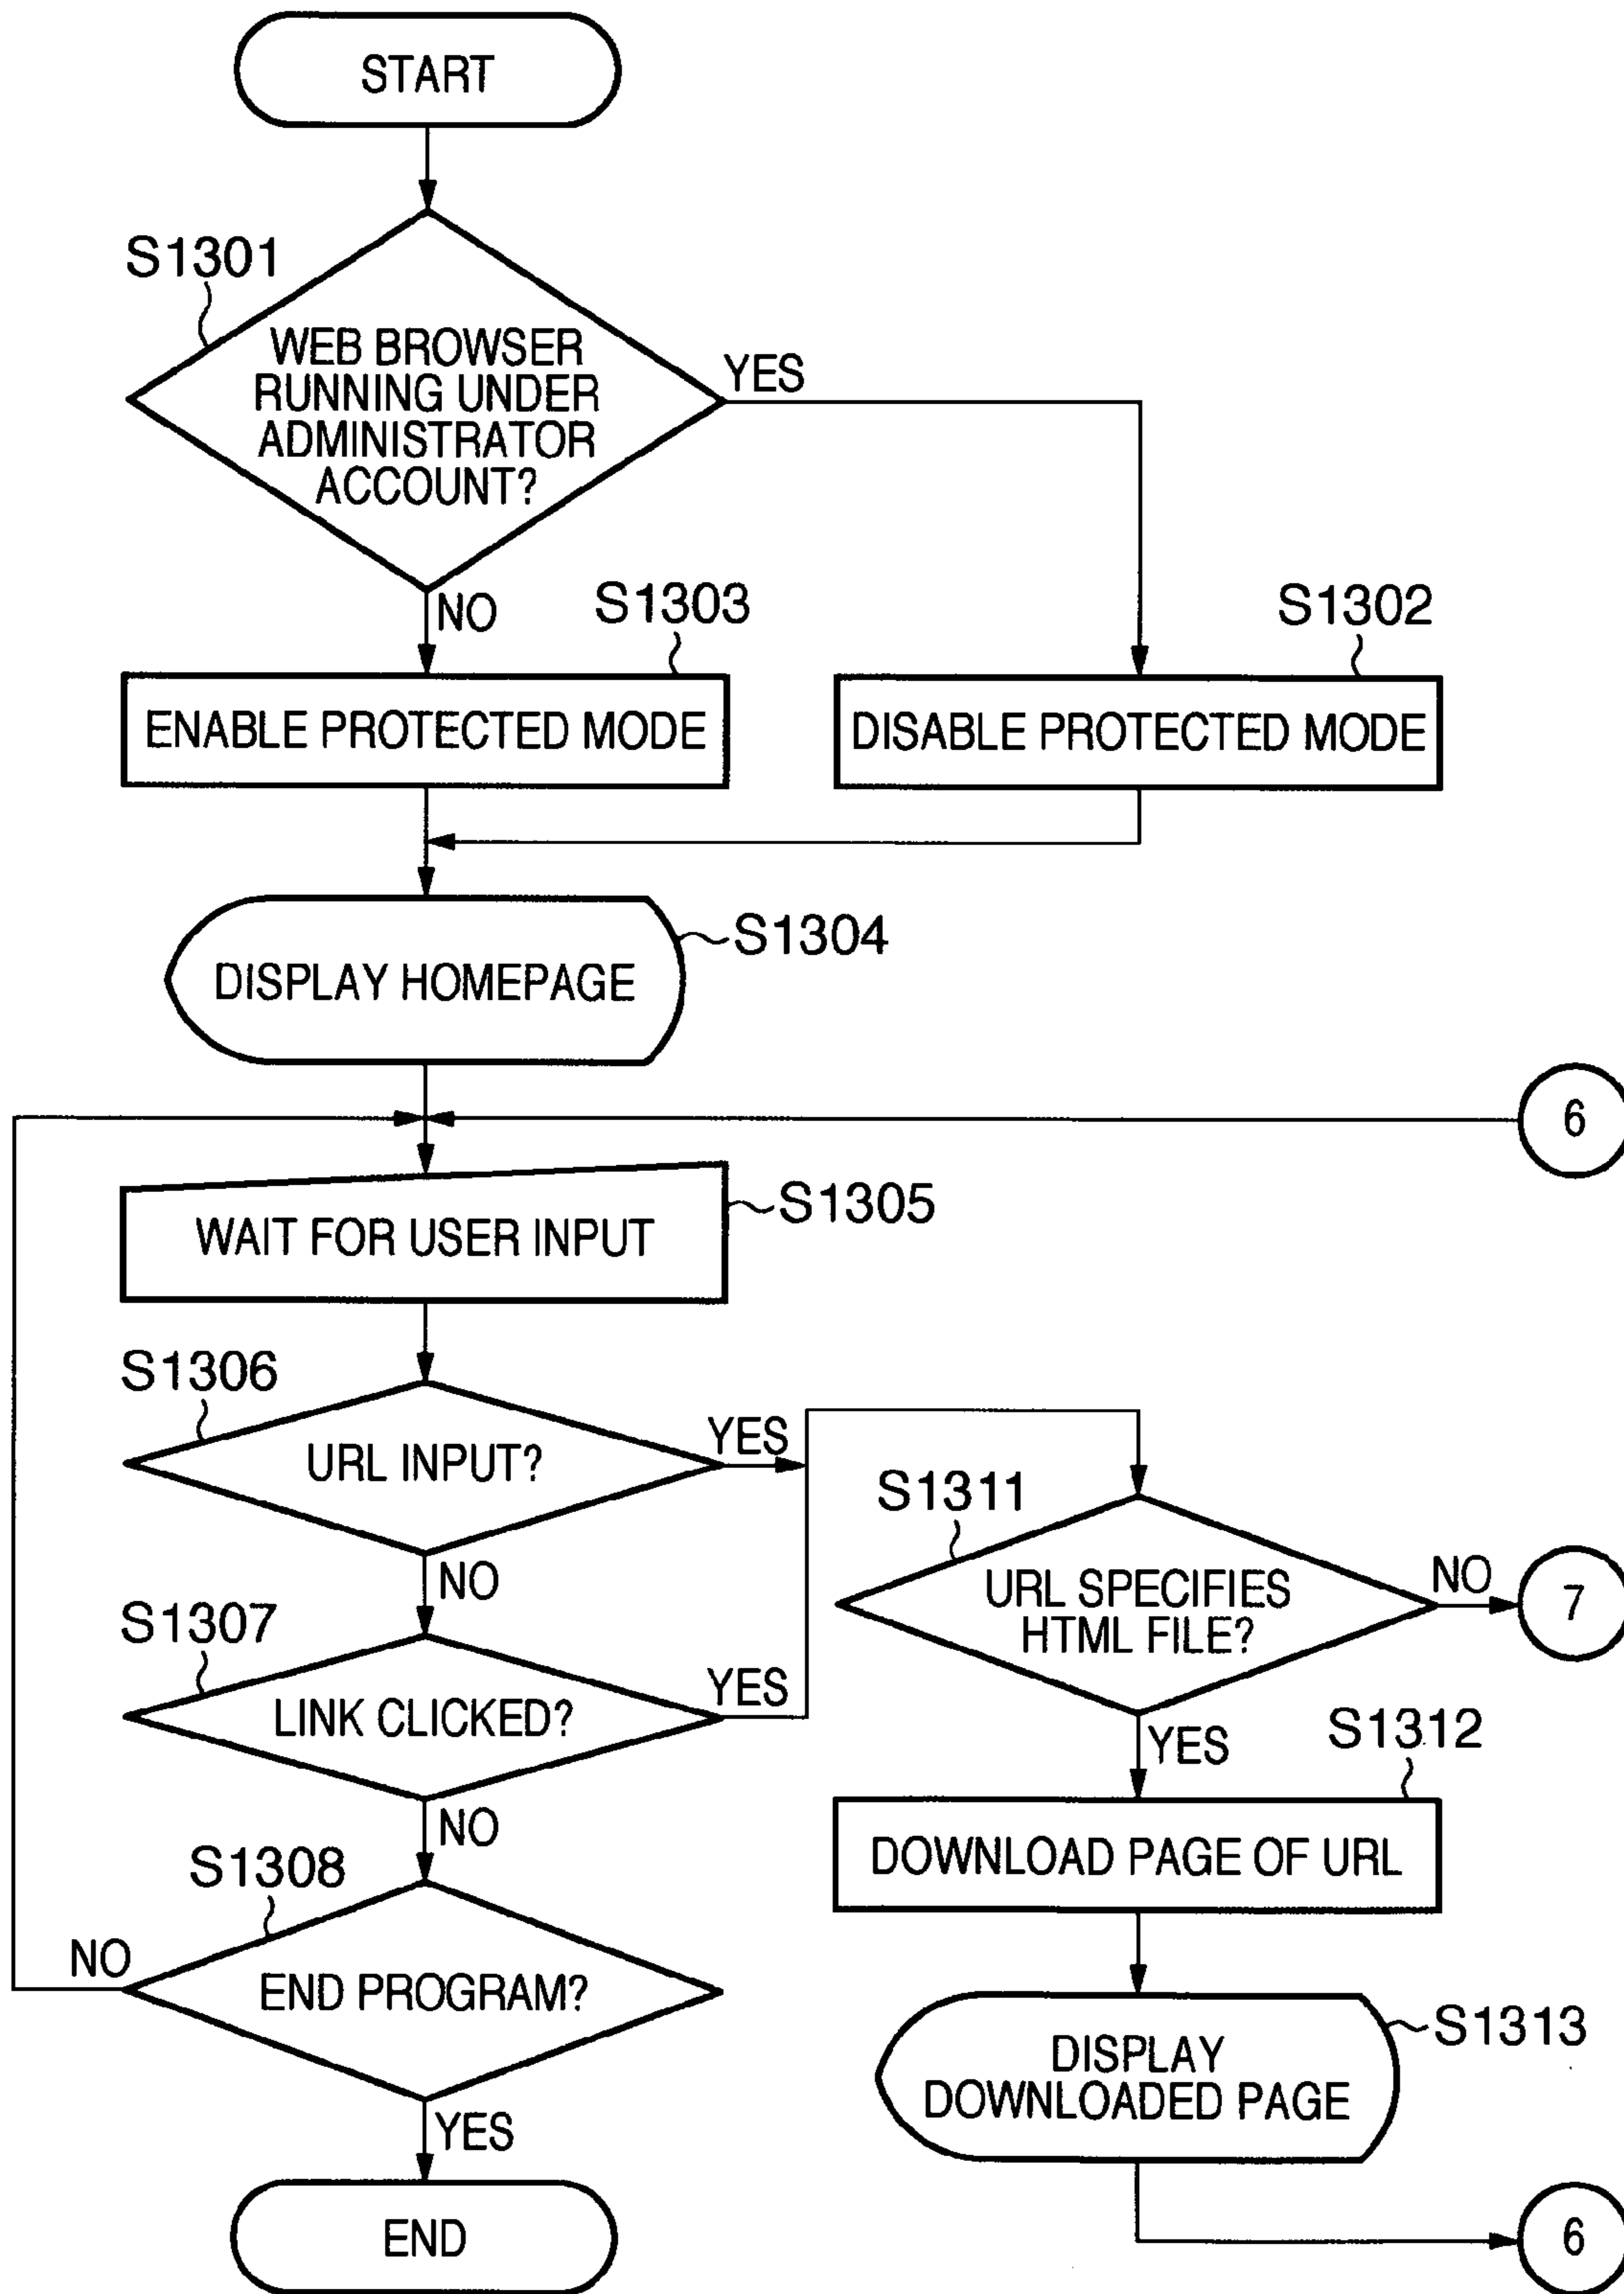 START
S1301
WEB BROWSER
RUNNING UNDER
ADMINISTRATOR
ACCOUNT?
YES
NO
S1303
S1302
ENABLE PROTECTED MODE
DISABLE PROTECTED MODE
S1304
DISPLAY HOMEPAGE
6
S1305
WAIT FOR USER INPUT
S1306
URL INPUT?
YES
NO
S1307
LINK CLICKED?
YES
NO
S1308
END PROGRAM?
NO
YES
END
S1311
URL SPECIFIES
HTML FILE?
NO
7
YES
S1312
DOWNLOAD PAGE OF URL
S1313
DISPLAY
DOWNLOADED PAGE
6